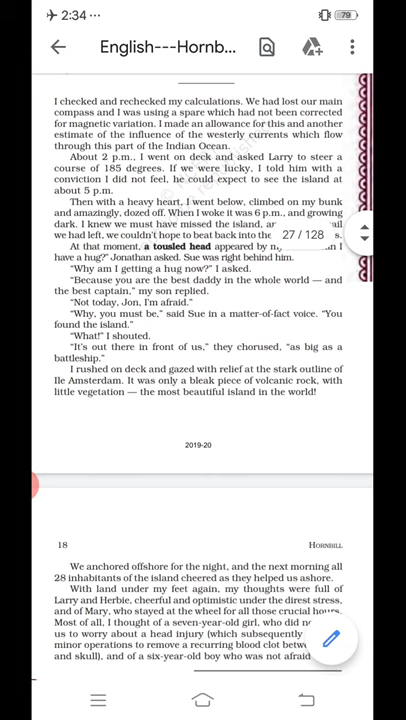 2:34 ...
79
English---Hornb...
I checked and rechecked my calculations. We had lost our main
compass and I was using a spare which had not been corrected
for magnetic variation. I made an allowance for this and another
estimate of the influence of the westerly currents which flow
through this part of the Indian Ocean.
About 2 p.m., I went on deck and asked Larry to steer a
course of 185 degrees. If we were lucky, I told him with a
conviction I did not feel, he could expect to see the island at
about 5 p.m.
Then with a heavy heart, I went below, climbed on my bunk
and amazingly, dozed off. When I woke it was 6 p.m., and growing
dark. I knew we must have missed the island, 
we had left, we couldn't hope to beat back into the
27 / 128
At that moment, a tousled head appeared by I
have a hug?" Jonathan asked. Sue was right behind him.
"Why am I getting a hug now?" I asked.
"Because you are the best daddy in the whole world — and
the best captain," my son replied.
"Not today, Jon, I'm afraid."
"Why, you must be," said Sue in a matter-of-fact voice. "You
found the island."
"What!" I shouted.
"It's out there in front of us," they chorused, "as big as a
battleship."
I rushed on deck and gazed with relief at the stark outline of
Ile Amsterdam. It was only a bleak piece of volcanic rock, with
little vegetation — the most beautiful island in the world!
2019-20
18 HORNBILL
We anchored offshore for the night, and the next morning all
28 inhabitants of the island cheered as they helped us ashore.
With land under my feet again, my thoughts were full of
Larry and Herbie, cheerful and optimistic under the direst stress,
and of Mary, who stayed at the wheel for all those crucial hours.
Most of all, I thought of a seven-year-old girl, who did
us to worry about a head injury (which subsequently
minor operations to remove a recurring blood clot
and skull), and of a six-year-old boy who was not afraid